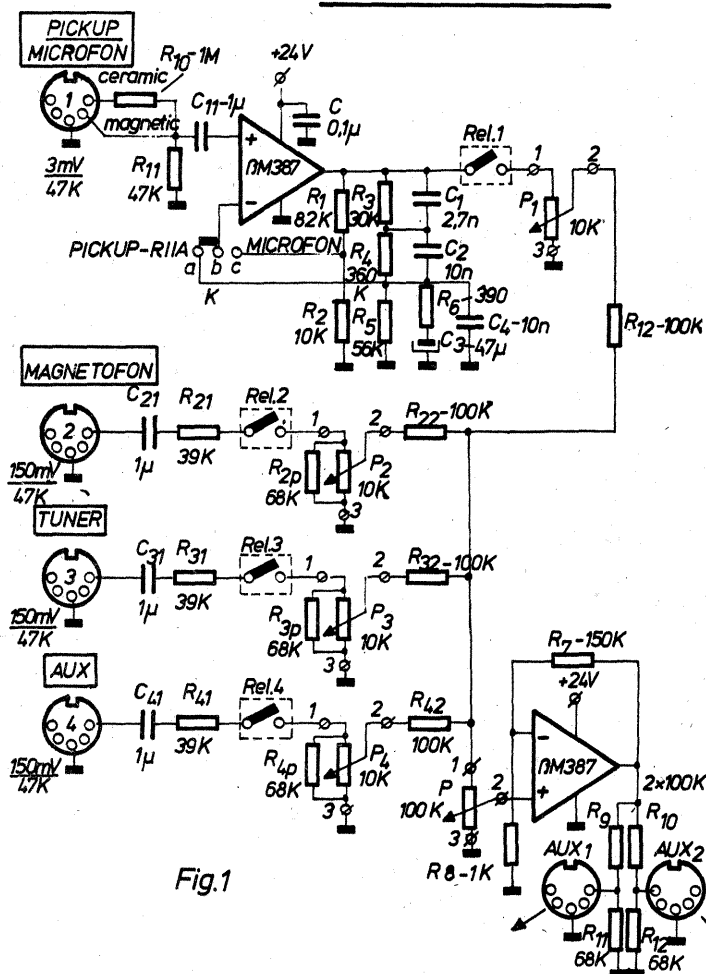 PICKUP
MICROFON
R10-1M
ceramic
magnetic
1
3mV
47K
C11-1µ
R11
47K
+24V
C
0,1µ
+
βM387
-
PICKUP-RIIA
MICROFON
a b c
K
R1
82K
R3
30K
C1
2,7n
R4
360
K
C2
10n
R2
10K
R5
56K
R6
390
C3-47µ
C4-10n
Rel.1
1
2
P1
10K
3
R12-100K
MAGNETOFON
2
150mV
47K
C21
1µ
R21
39K
Rel.2
1
2
R2p
68K
P2
10K
3
R22-100K
TUNER
3
150mV
47K
C31
1µ
R31
39K
Rel.3
1
2
R3p
68K
P3
10K
3
R32-100K
AUX
4
150mV
47K
C41
1µ
R41
39K
Rel.4
1
2
R4p
68K
P4
10K
3
R42
100K
1
P
100K
2
3
R7-150K
+24V
-
βM387
+
R8-1K
2×100K
R9
R10
AUX1
AUX2
R11
68K
R12
68K
Fig.1